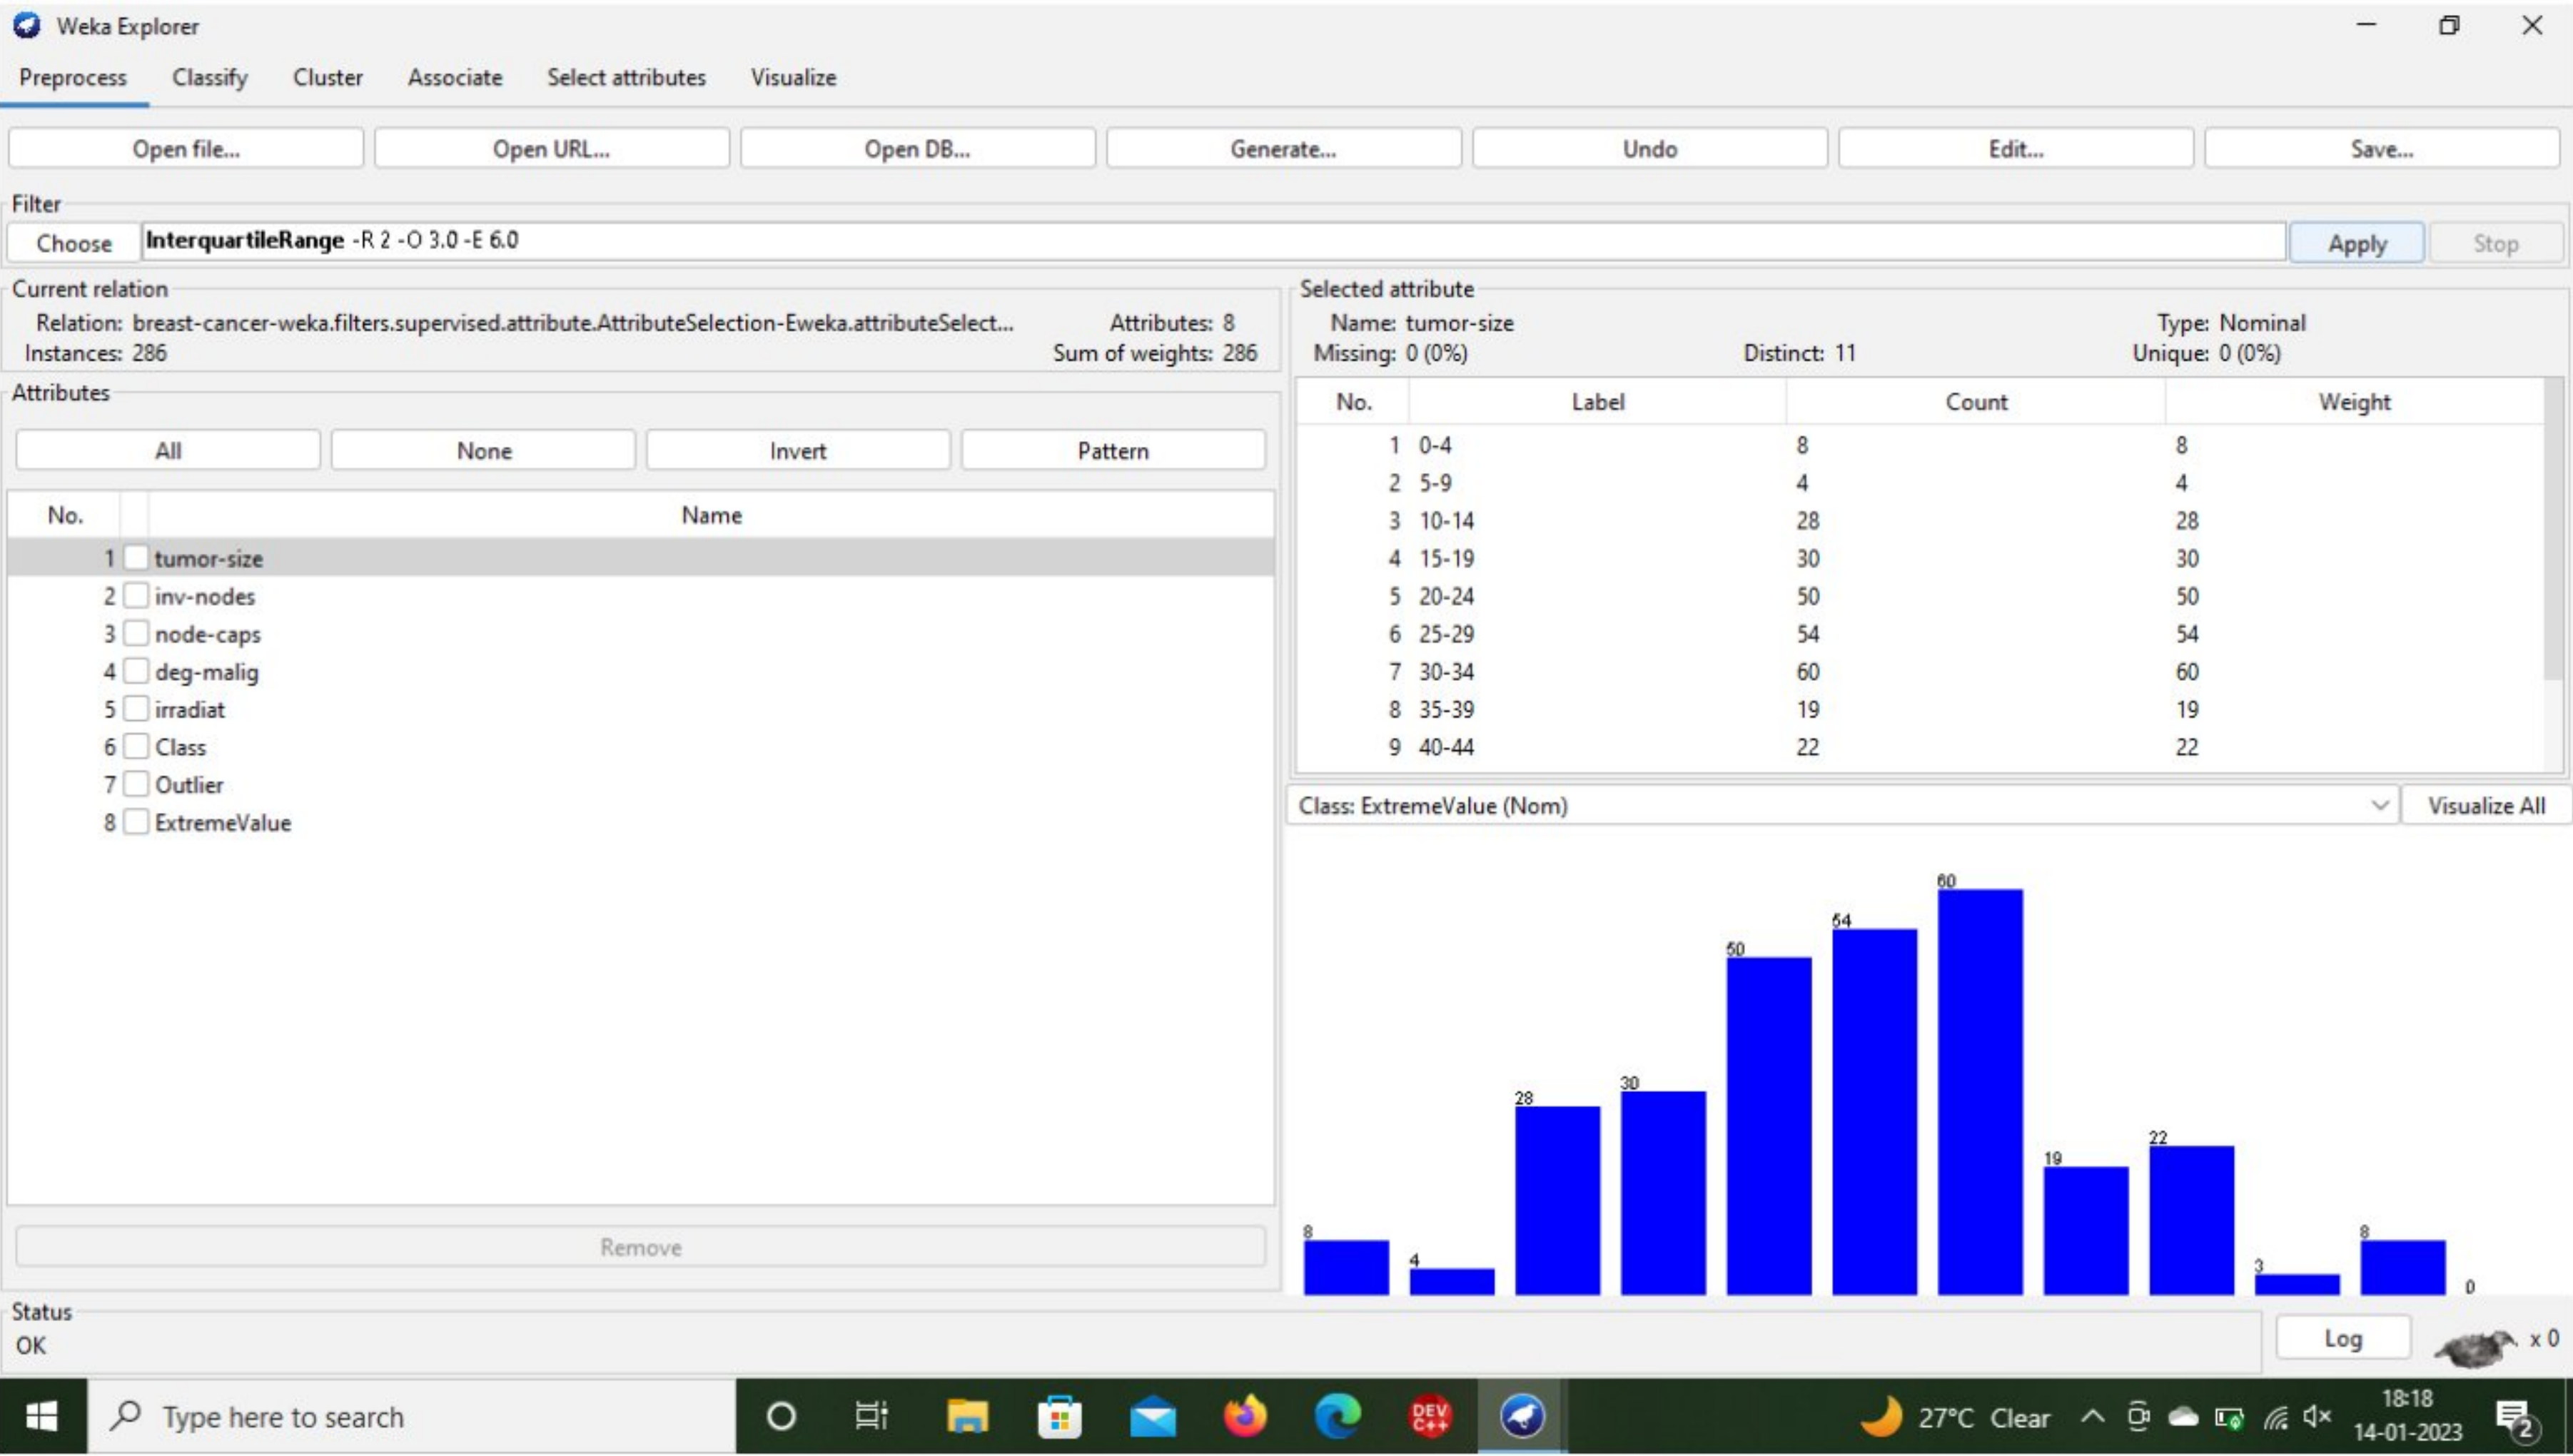 Weka Explorer
Preprocess Classify Cluster Associate Select attributes Visualize
Open file... Open URL... Open DB... Generate... Undo Edit... Save...
Filter
Choose InterquartileRange -R 2 -O 3.0 -E 6.0 Apply Stop
Current relation
Relation: breast-cancer-weka.filters.supervised.attribute.AttributeSelection-Eweka.attributeSelect... Attributes: 8
Instances: 286 Sum of weights: 286
Attributes
All None Invert Pattern
No. Name
1 tumor-size
2 inv-nodes
3 node-caps
4 deg-malig
5 irradiat
6 Class
7 Outlier
8 ExtremeValue
Remove
Selected attribute
Name: tumor-size Type: Nominal
Missing: 0 (0%) Distinct: 11 Unique: 0 (0%)
No. Label Count Weight
1 0-4 8 8
2 5-9 4 4
3 10-14 28 28
4 15-19 30 30
5 20-24 50 50
6 25-29 54 54
7 30-34 60 60
8 35-39 19 19
9 40-44 22 22
Class: ExtremeValue (Nom) Visualize All
8 4 28 30 50 54 60 19 22 3 8 0
Status
OK
Log x 0
Type here to search
DEV
C++
27°C Clear
18:18
14-01-2023
2